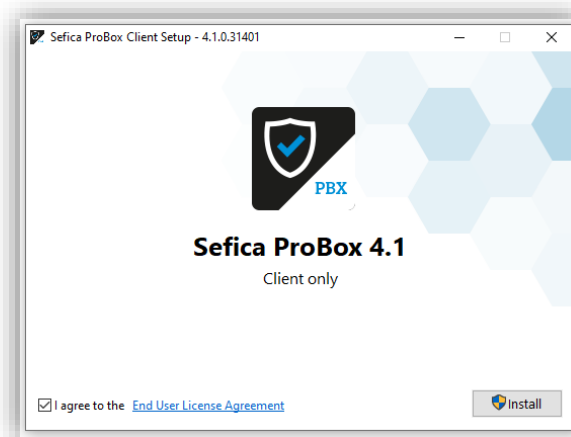 Sefica ProBox Client Setup - 4.1.0.31401
PBX
Sefica ProBox 4.1
Client only
I agree to the End User License Agreement
Install